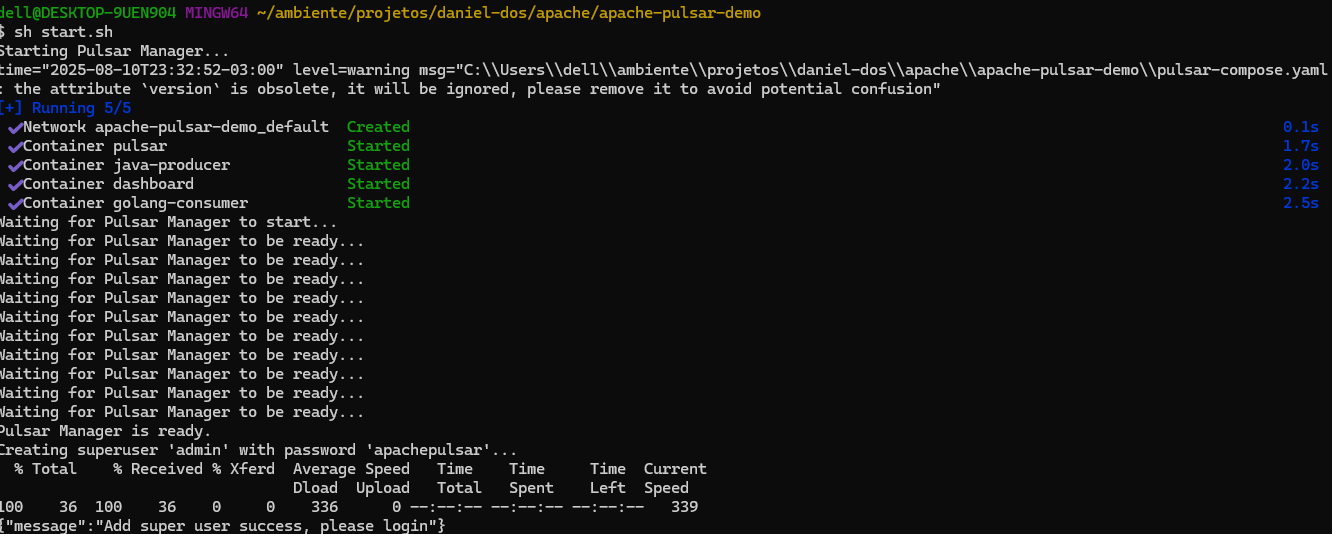 dell@DESKTOP-9UEN904 MINGW64 ~/ambiente/projetos/daniel-dos/apache/apache-pulsar-demo
$ sh start.sh
Starting Pulsar Manager...
time="2025-08-10T23:32:52-03:00" level=warning msg="C:\\Users\\dell\\ambiente\\projetos\\daniel-dos\\apache\\apache-pulsar-demo\\pulsar-compose.yaml
: the attribute `version` is obsolete, it will be ignored, please remove it to avoid potential confusion"
[+] Running 5/5
✔Network apache-pulsar-demo_default  Created 0.1s
✔Container pulsar Started 1.7s
✔Container java-producer Started 2.0s
✔Container dashboard Started 2.2s
✔Container golang-consumer Started 2.5s
Waiting for Pulsar Manager to start...
Waiting for Pulsar Manager to be ready...
Waiting for Pulsar Manager to be ready...
Waiting for Pulsar Manager to be ready...
Waiting for Pulsar Manager to be ready...
Waiting for Pulsar Manager to be ready...
Waiting for Pulsar Manager to be ready...
Waiting for Pulsar Manager to be ready...
Waiting for Pulsar Manager to be ready...
Waiting for Pulsar Manager to be ready...
Waiting for Pulsar Manager to be ready...
Pulsar Manager is ready.
Creating superuser 'admin' with password 'apachepulsar'...
  % Total    % Received % Xferd  Average Speed   Time    Time     Time  Current
                                 Dload  Upload   Total   Spent    Left  Speed
100    36  100    36    0     0    336      0 --:--:-- --:--:-- --:--:--   339
{"message":"Add super user success, please login"}